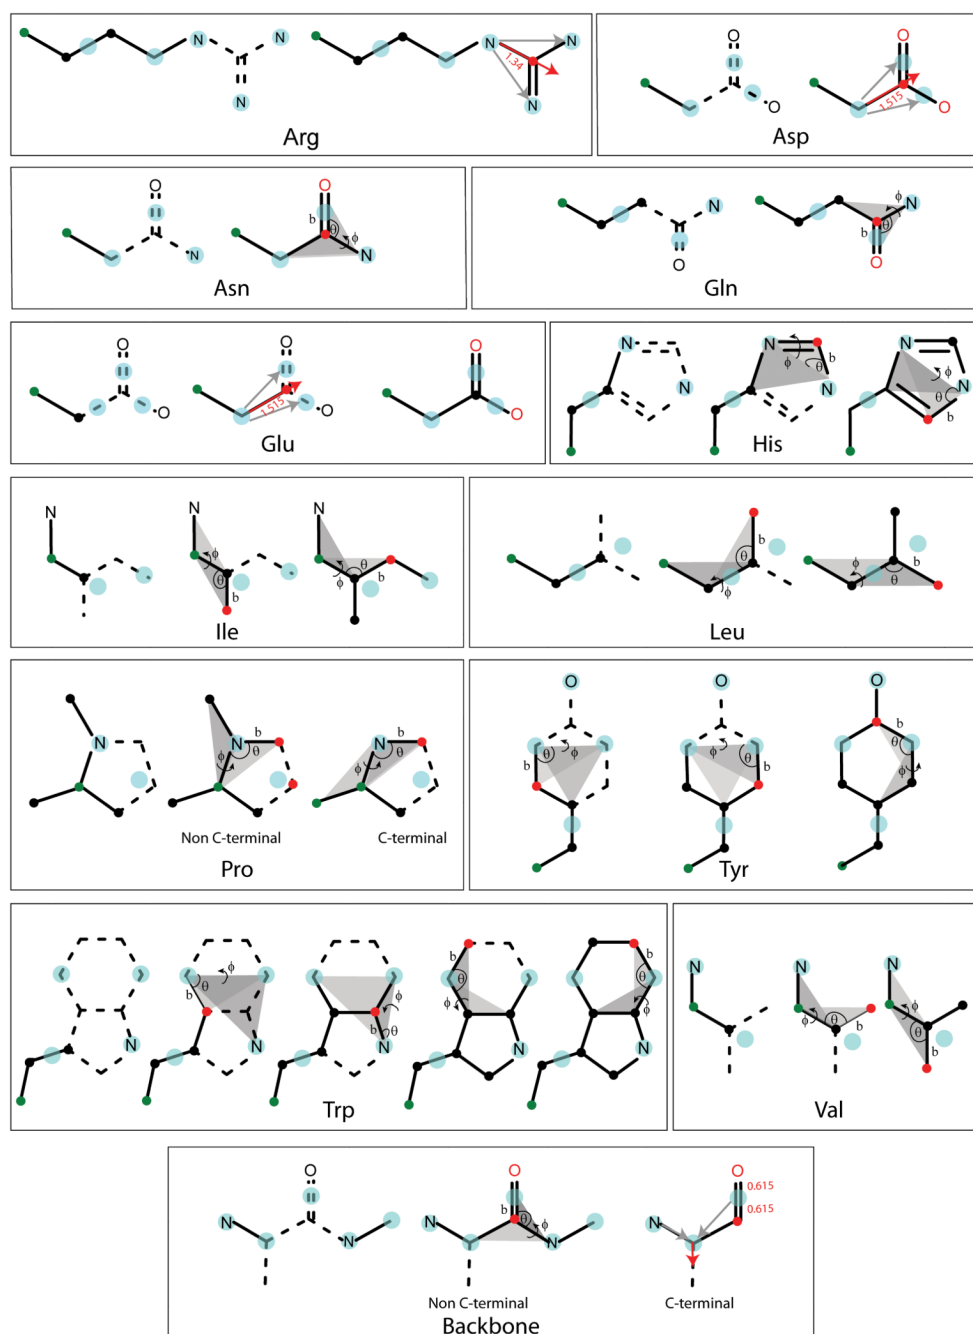 N N N N N N
1.34
Arg
O O
O O
1.515
Asp
O O
b θ ϕ
N N
Asn
N N
ϕ
b θ
O O
Gln
O O O
O O O
1.515
Glu
N N N
ϕ b θ ϕ
N N θ N
b
His
N N N
ϕ θ b
ϕ θ b
Ile
b θ ϕ
ϕ θ b
Leu
N N b N b
θ θ
ϕ ϕ
Non C-terminal C-terminal
Pro
O O O
b
ϕ ϕ θ
b θ θ b ϕ
Tyr
b b
θ ϕ θ θ
b ϕ ϕ ϕ
b θ
N N N N N
Trp
N N N
ϕ θ b ϕ θ
b
Val
O O O
0.615
b θ ϕ 0.615
N N N N N
Non C-terminal C-terminal
Backbone